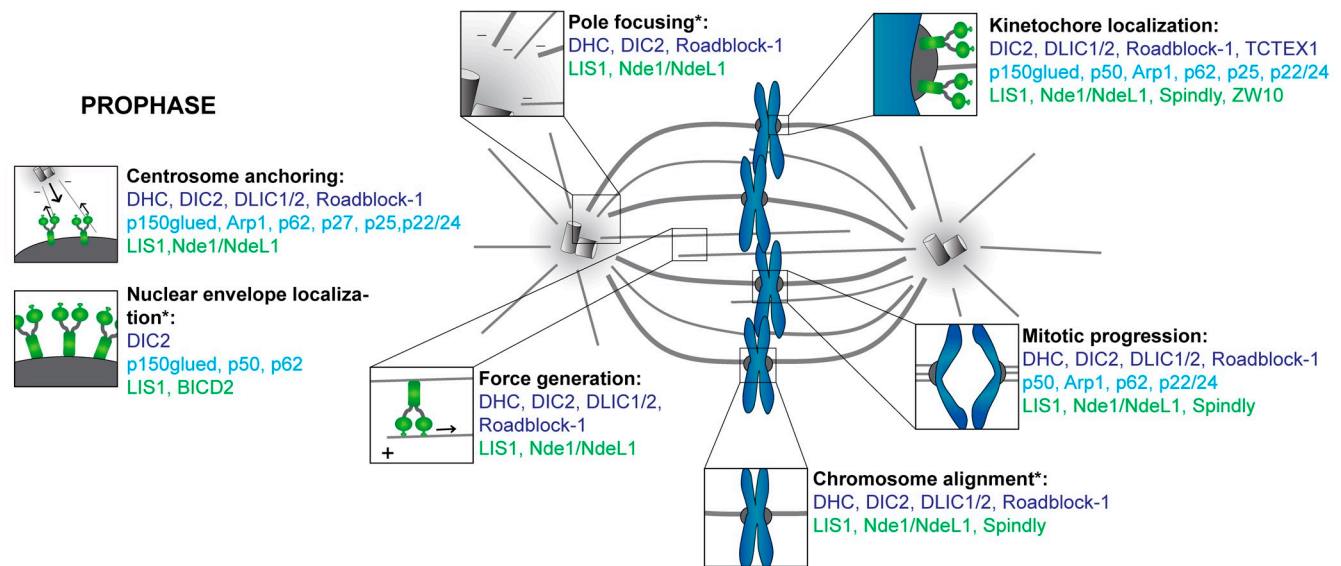 Pole focusing*:
DHC, DIC2, Roadblock-1
LIS1, Nde1/NdeL1
Kinetochore localization:
DIC2, DLIC1/2, Roadblock-1, TCTEX1
p150glued, p50, Arp1, p62, p25, p22/24
LIS1, Nde1/NdeL1, Spindly, ZW10
PROPHASE
Centrosome anchoring:
DHC, DIC2, DLIC1/2, Roadblock-1
p150glued, Arp1, p62, p27, p25,p22/24
LIS1,Nde1/NdeL1
Nuclear envelope localiza-
tion*:
DIC2
p150glued, p50, p62
LIS1, BICD2
Force generation:
DHC, DIC2, DLIC1/2,
Roadblock-1
LIS1, Nde1/NdeL1
+
Mitotic progression:
DHC, DIC2, DLIC1/2, Roadblock-1
p50, Arp1, p62, p22/24
LIS1, Nde1/NdeL1, Spindly
Chromosome alignment*:
DHC, DIC2, DLIC1/2, Roadblock-1
LIS1, Nde1/NdeL1, Spindly